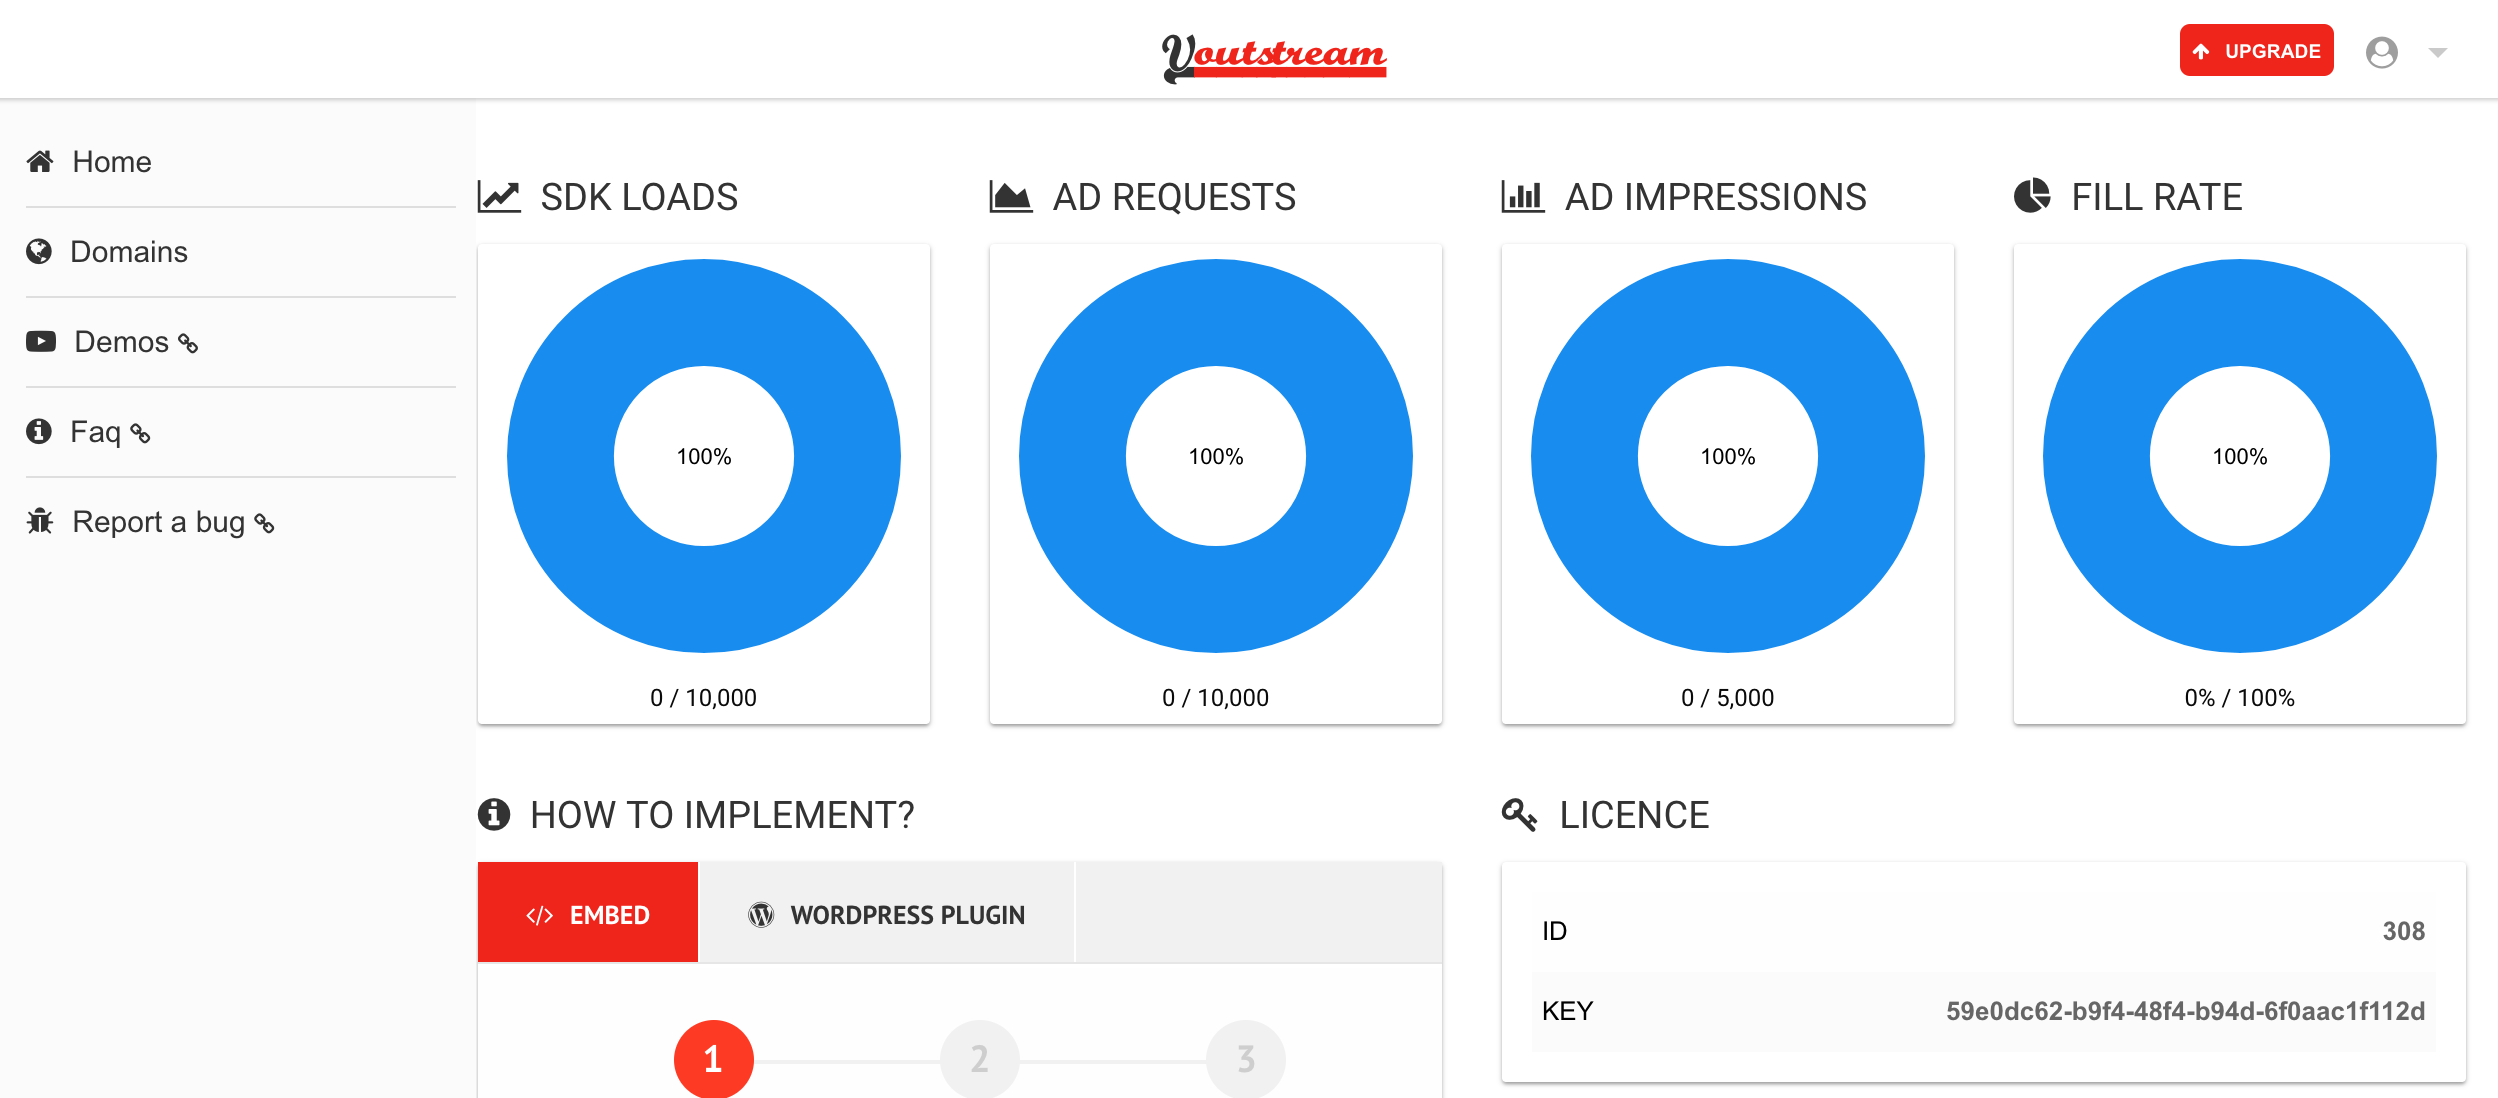 Youtstream
UPGRADE
Home
Domains
Demos
Faq
Report a bug
SDK LOADS
100%
0 / 10,000
AD REQUESTS
100%
0 / 10,000
AD IMPRESSIONS
100%
0 / 5,000
FILL RATE
100%
0% / 100%
HOW TO IMPLEMENT?
</> EMBED
WORDPRESS PLUGIN
1
2
3
LICENCE
ID 308
KEY 59e0dc62-b9f4-48f4-b94d-6f0aac1f112d